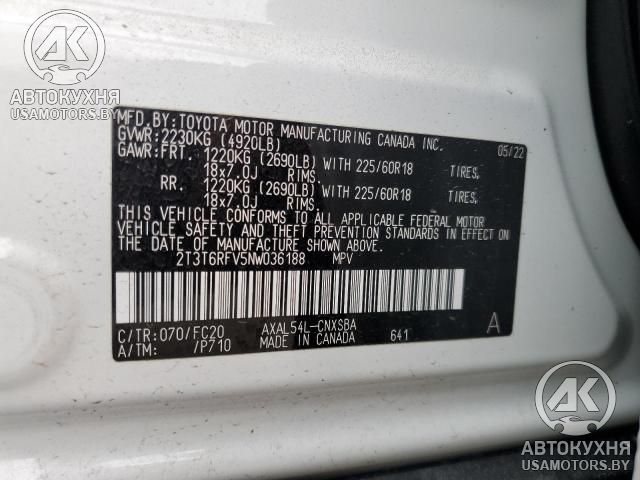 АК
АВТОКУХНЯ
USAMOTORS.BY
MFD. BY: TOYOTA MOTOR MANUFACTURING CANADA INC.
GVWR: 2230KG (4920LB) 05/22
GAWR: FRT. 1220KG (2690LB) WITH 225/60R18 TIRES,
18x7.0J RIMS.
RR. 1220KG (2690LB) WITH 225/60R18 TIRES,
18x7.0J RIMS.
THIS VEHICLE CONFORMS TO ALL APPLICABLE FEDERAL MOTOR
VEHICLE SAFETY AND THEFT PREVENTION STANDARDS IN EFFECT
ON THE DATE OF MANUFACTURE SHOWN ABOVE.
2T3T6RFV5NW036188 MPV
C/TR: 070/FC20 AXAL54L-CNXSBA A
A/TM: /P710 MADE IN CANADA 641
АК
АВТОКУХНЯ
USAMOTORS.BY